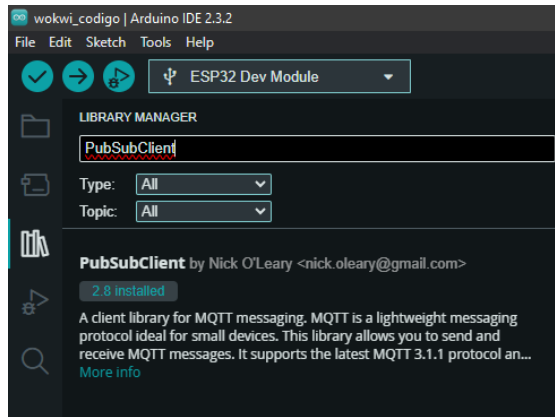 wokwi_codigo | Arduino IDE 2.3.2
File Edit Sketch Tools Help
ESP32 Dev Module
LIBRARY MANAGER
PubSubClient
Type: All
Topic: All
PubSubClient by Nick O'Leary <nick.oleary@gmail.com>
2.8 installed
A client library for MQTT messaging. MQTT is a lightweight messaging
protocol ideal for small devices. This library allows you to send and
receive MQTT messages. It supports the latest MQTT 3.1.1 protocol an...
More info